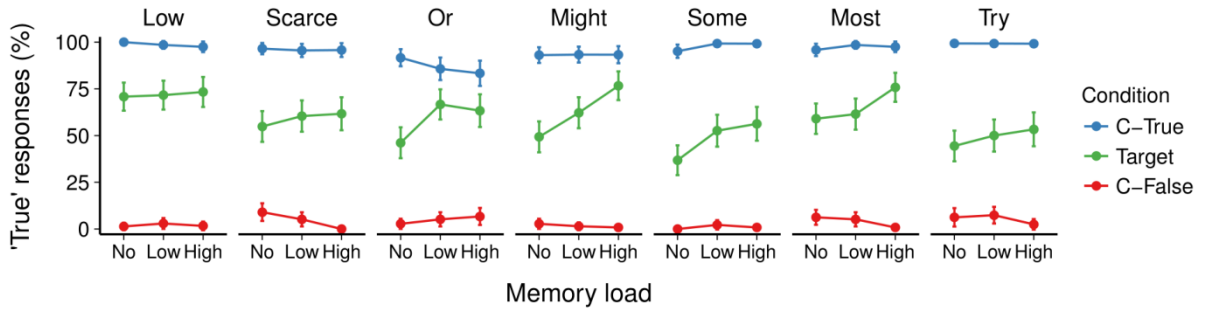 Low Scarce Or Might Some Most Try
"True' responses (%)
100
75
50
25
0
No Low High No Low High No Low High No Low High No Low High No Low High No Low High
Memory load
Condition
C-True
Target
C-False